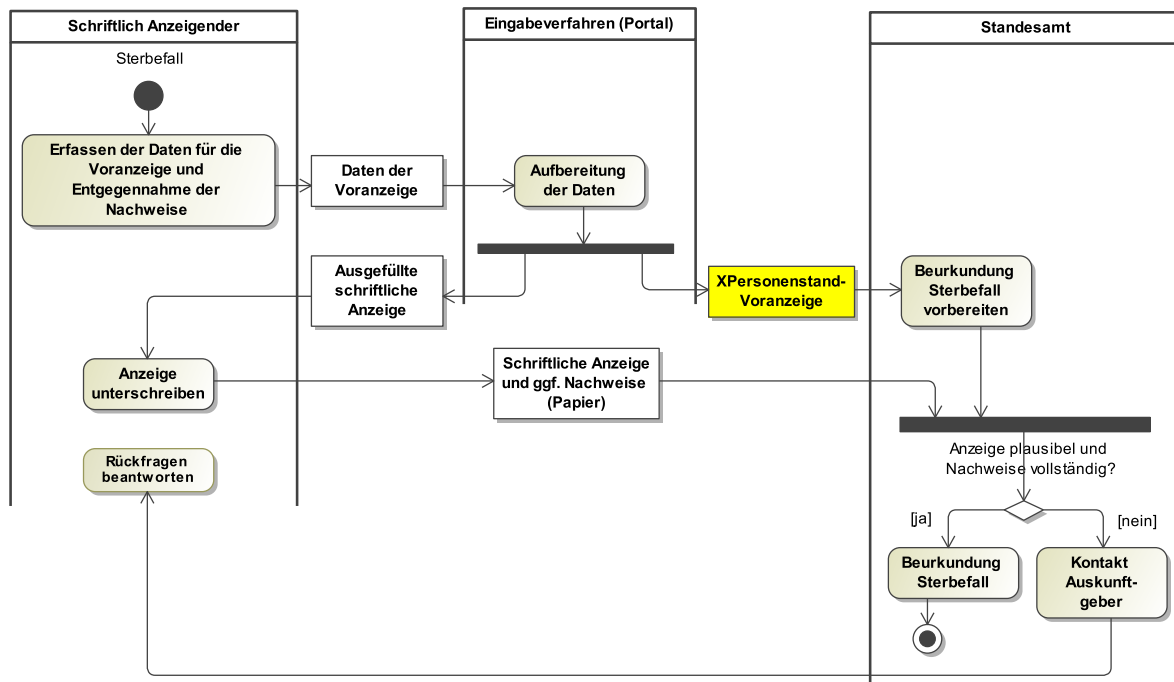 Schriftlich Anzeigender
Eingabeverfahren (Portal)
Standesamt
Sterbefall
Erfassen der Daten für die
Voranzeige und
Entgegennahme der
Nachweise
Daten der
Voranzeige
Aufbereitung
der Daten
Ausgefüllte
schriftliche
Anzeige
XPersonenstand-
Voranzeige
Beurkundung
Sterbefall
vorbereiten
Anzeige
unterschreiben
Schriftliche Anzeige
und ggf. Nachweise
(Papier)
Rückfragen
beantworten
Anzeige plausibel und
Nachweise vollständig?
[ja]
[nein]
Beurkundung
Sterbefall
Kontakt
Auskunft-
geber